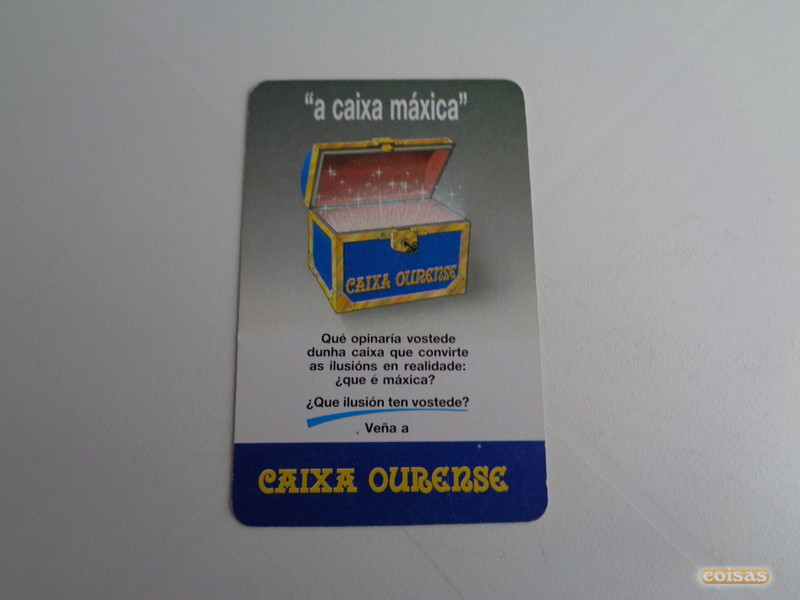 “a caixa máxica”
CAIXA OURENSE
Qué opinaría vostede
dunha caixa que convirte
as ilusións en realidade:
¿que é máxica?
¿Que ilusión ten vostede?
Veña a
CAIXA OURENSE
coisas